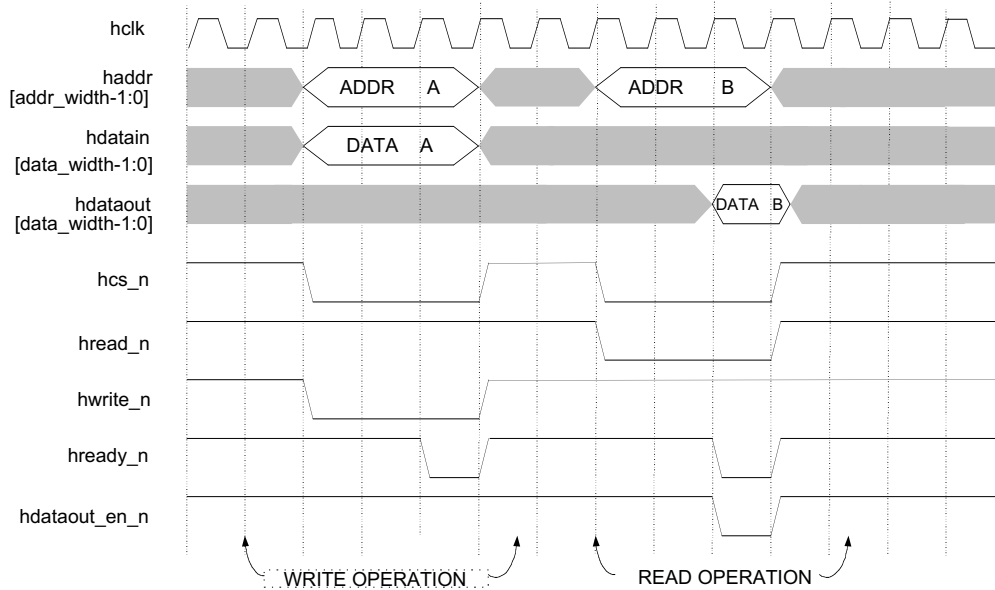 hclk
haddr
[addr_width-1:0]
ADDR A
ADDR B
hdatain
[data_width-1:0]
DATA A
hdataout
[data_width-1:0]
DATA B
hcs_n
hread_n
hwrite_n
hready_n
hdataout_en_n
WRITE OPERATION
READ OPERATION